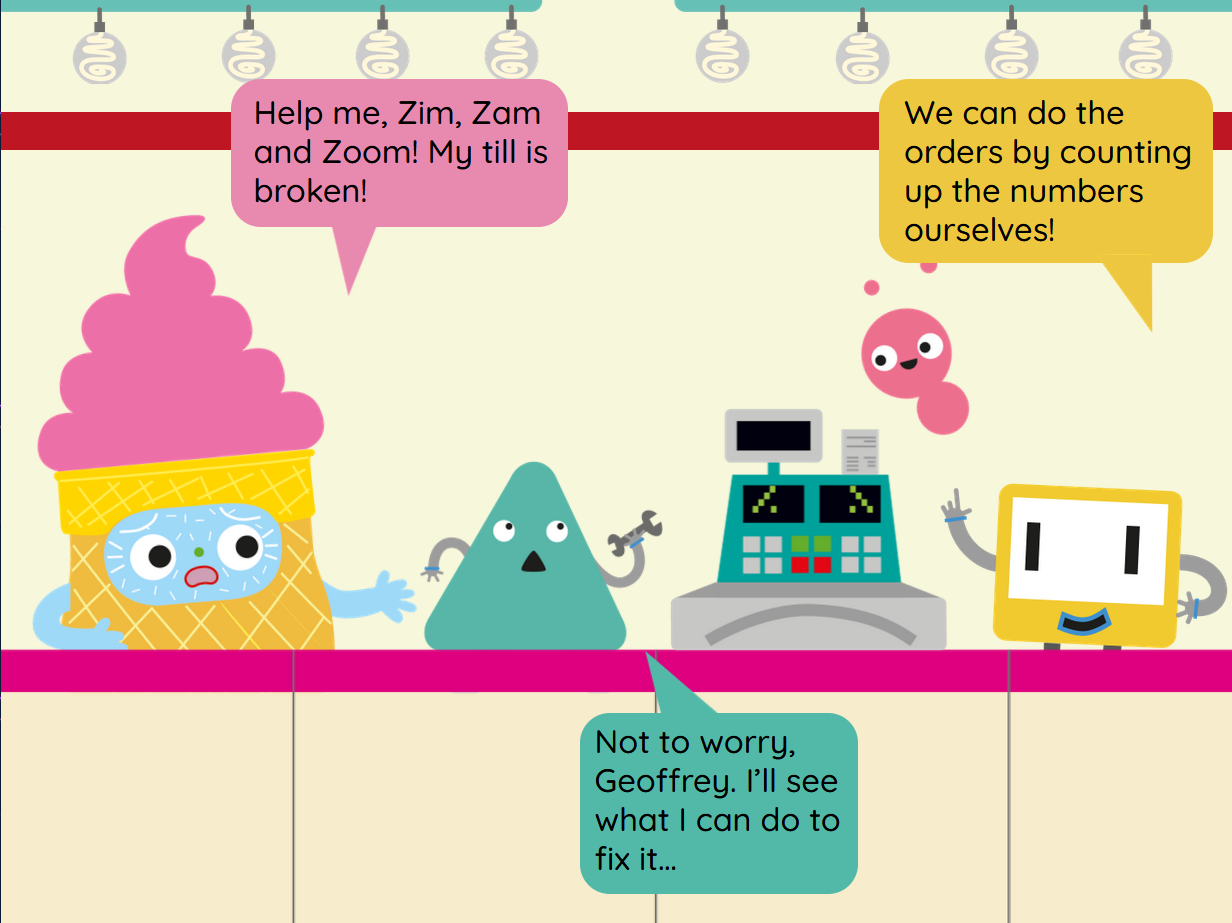 Help me, Zim, Zam
and Zoom! My till is
broken!
We can do the
orders by counting
up the numbers
ourselves!
Not to worry,
Geoffrey. I’ll see
what I can do to
fix it...